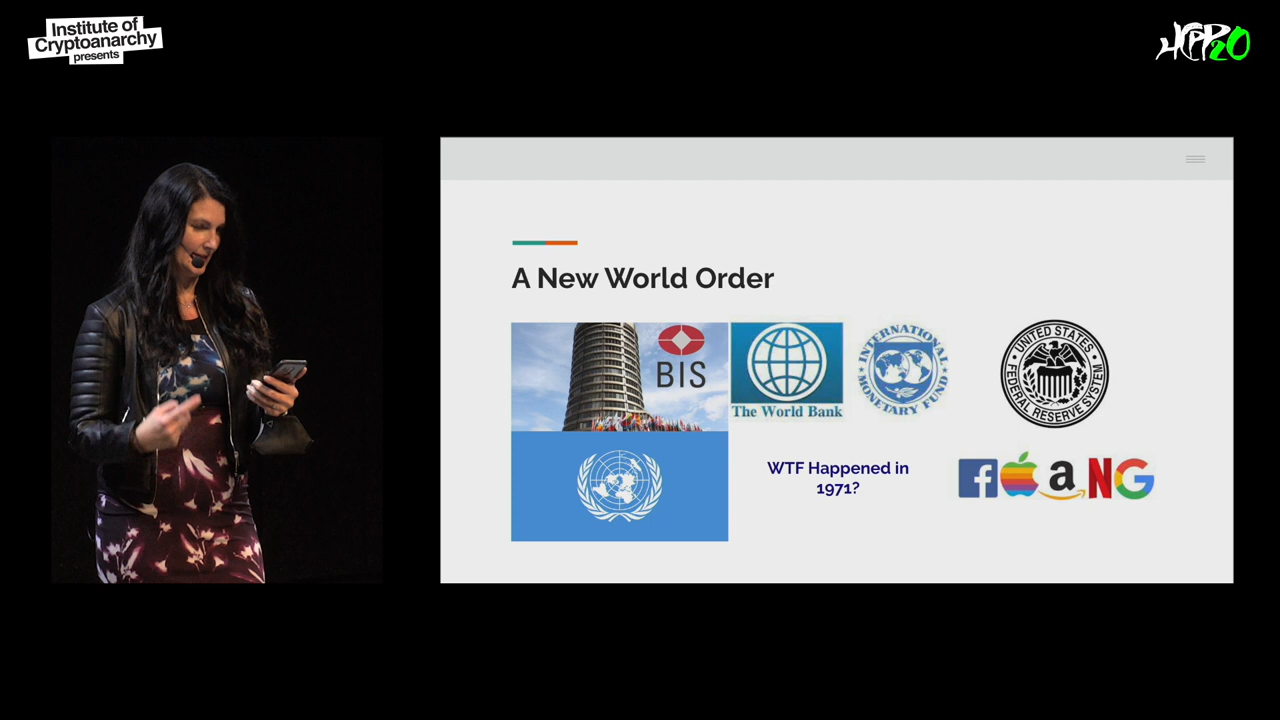 Institute of
Cryptoanarchy
presents
HCPP20
A New World Order
BIS
The World Bank
INTERNATIONAL
MONETARY FUND
UNITED STATES
FEDERAL RESERVE SYSTEM
WTF Happened in
1971?
f a N G